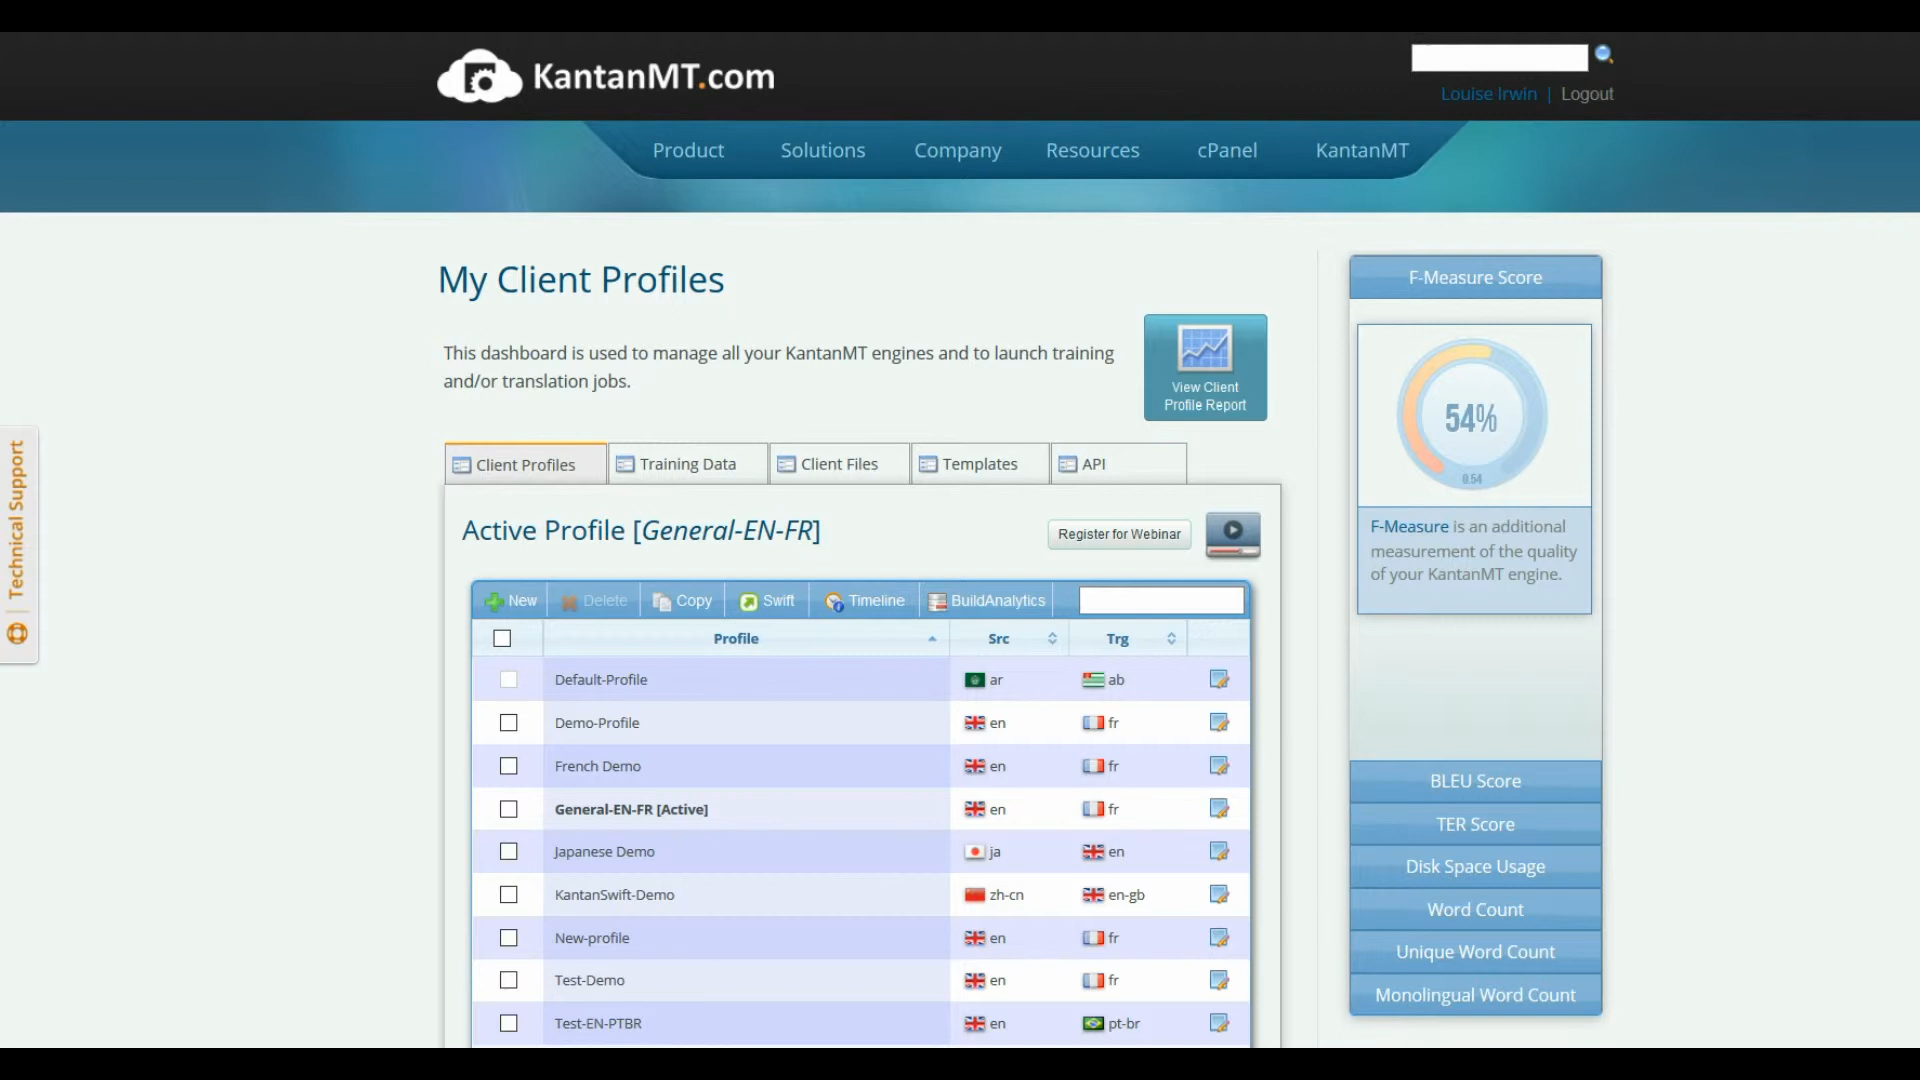 KantanMT.com
Louise Irwin | Logout
Product Solutions Company Resources cPanel KantanMT
My Client Profiles
This dashboard is used to manage all your KantanMT engines and to launch training
and/or translation jobs.
View Client
Profile Report
Client Profiles Training Data Client Files Templates API
Active Profile [General-EN-FR]
Register for Webinar
New Delete Copy Swift Timeline BuildAnalytics
Profile Src Trg
Default-Profile ar ab
Demo-Profile en fr
French Demo en fr
General-EN-FR [Active] en fr
Japanese Demo ja en
KantanSwift-Demo zh-cn en-gb
New-profile en fr
Test-Demo en fr
Test-EN-PTBR en pt-br
F-Measure Score
54%
0.54
F-Measure is an additional
measurement of the quality
of your KantanMT engine.
BLEU Score
TER Score
Disk Space Usage
Word Count
Unique Word Count
Monolingual Word Count
Technical Support